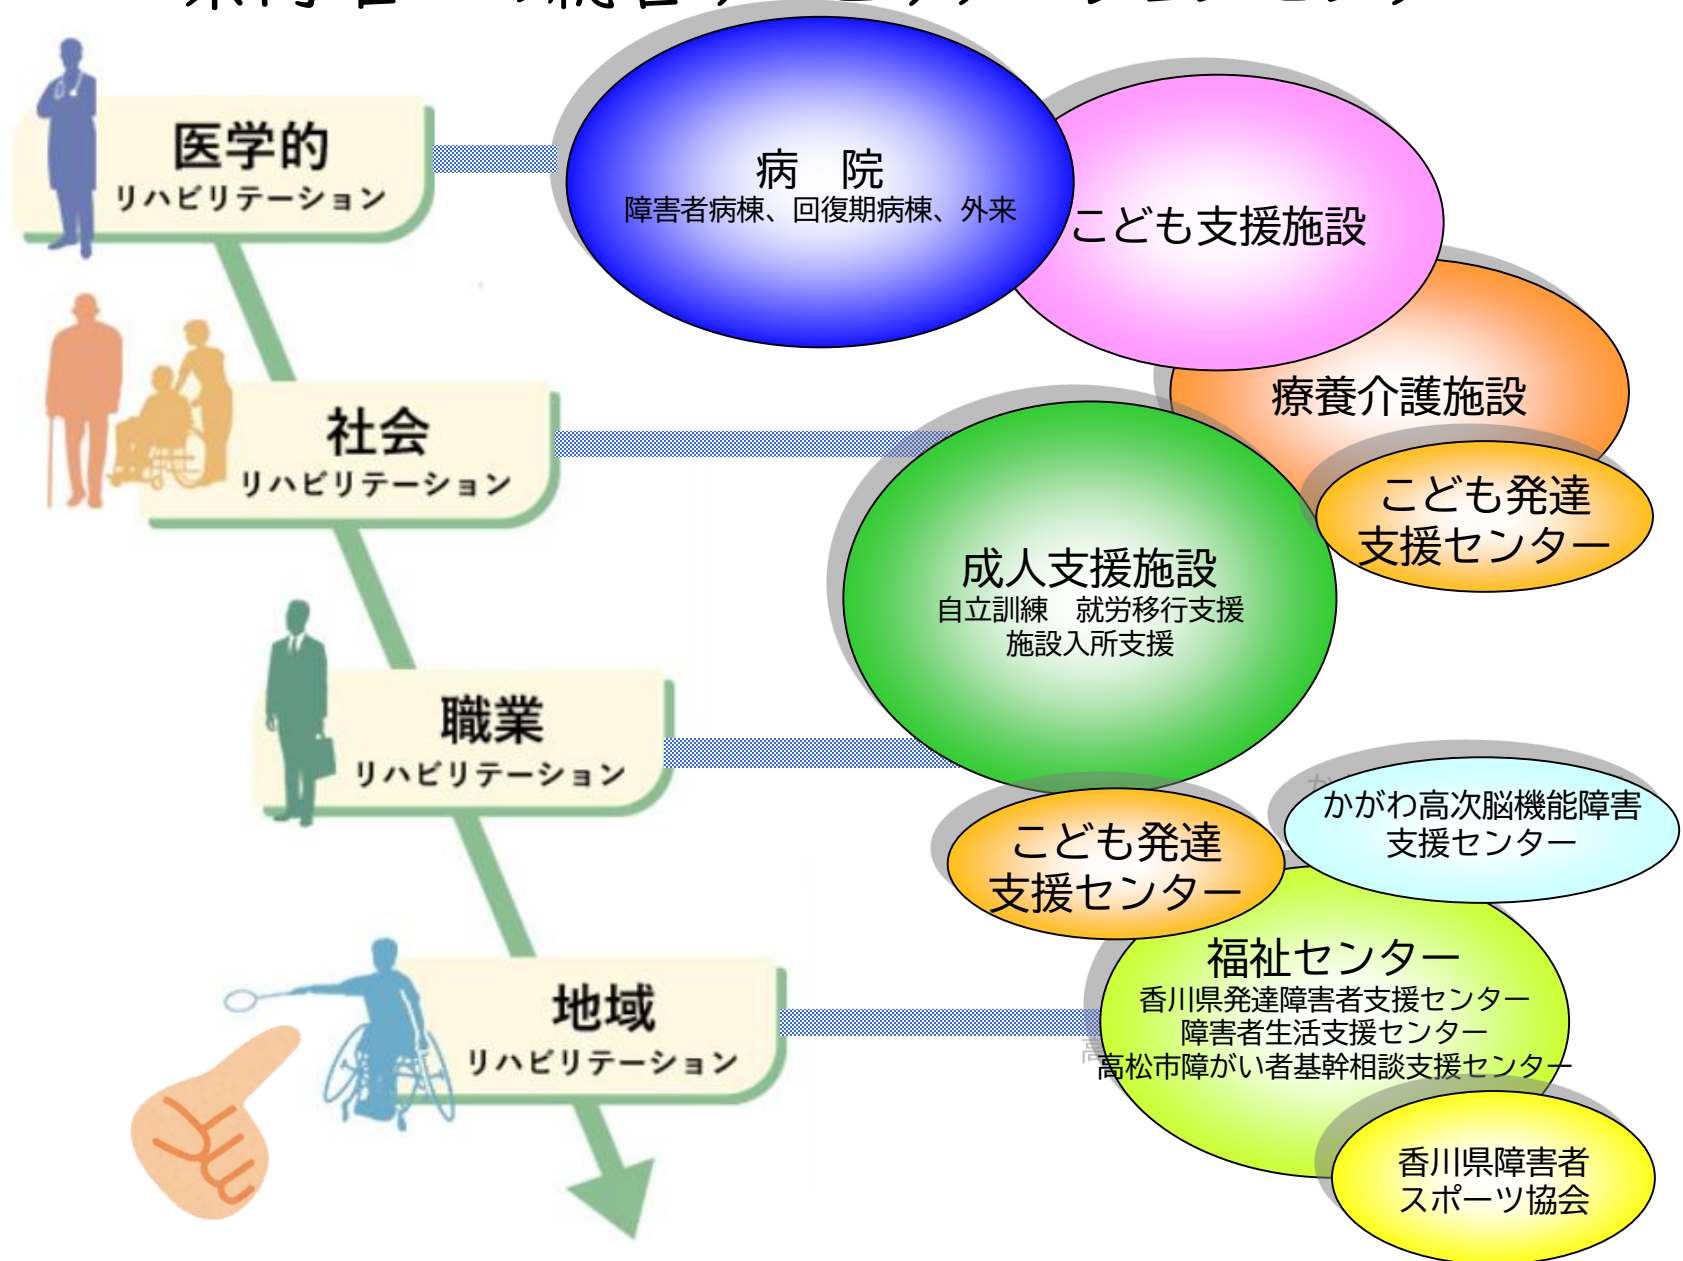 医学的
リハビリテーション
病　院
障害者病棟、回復期病棟、外来
こども支援施設
療養介護施設
社会
リハビリテーション
こども発達
支援センター
成人支援施設
自立訓練　就労移行支援
施設入所支援
職業
リハビリテーション
こども発達
支援センター
かがわ高次脳機能障害
支援センター
福祉センター
香川県発達障害者支援センター
障害者生活支援センター
高松市障がい者基幹相談支援センター
地域
リハビリテーション
香川県障害者
スポーツ協会